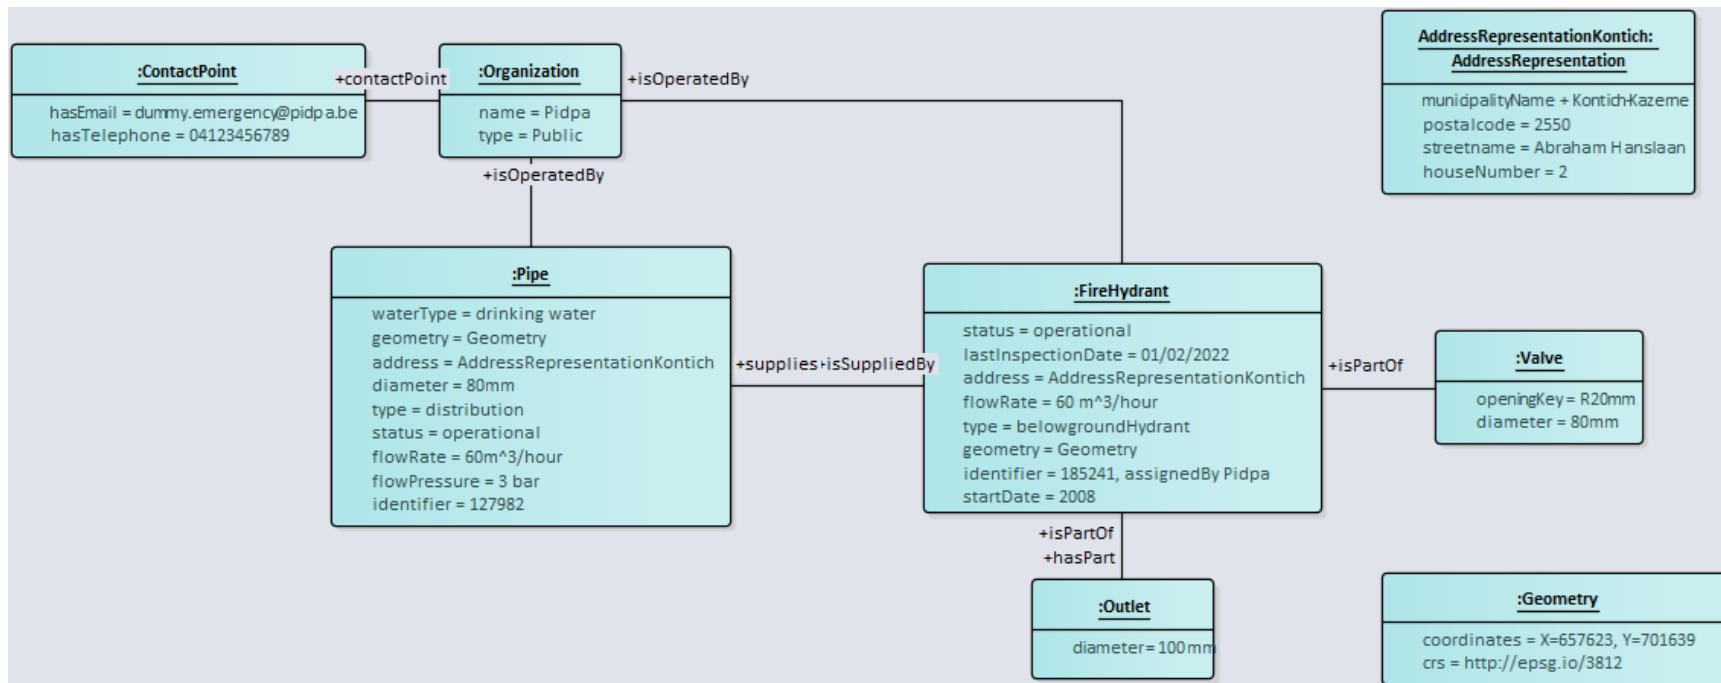 :ContactPoint
hasEmail = dummy.emergency@pidpa.be
hasTelephone = 04123456789
+contactPoint
:Organization
name = Pidpa
type = Public
+isOperatedBy
+isOperatedBy
AddressRepresentationKontich:
AddressRepresentation
municipalityName + Kontich-Kazerne
postalcode = 2550
streetname = Abraham Hanslaan
houseNumber = 2
:Pipe
waterType = drinking water
geometry = Geometry
address = AddressRepresentationKontich
diameter = 80mm
type = distribution
status = operational
flowRate = 60m^3/hour
flowPressure = 3 bar
identifier = 127982
+supplies
+isSuppliedBy
:FireHydrant
status = operational
lastInspectionDate = 01/02/2022
address = AddressRepresentationKontich
flowRate = 60 m^3/hour
type = belowgroundHydrant
geometry = Geometry
identifier = 185241, assignedBy Pidpa
startDate = 2008
+isPartOf
:Valve
openingKey = R20mm
diameter = 80mm
+isPartOf
+hasPart
:Outlet
diameter= 100mm
:Geometry
coordinates = X=657623, Y=701639
crs = http://epsg.io/3812